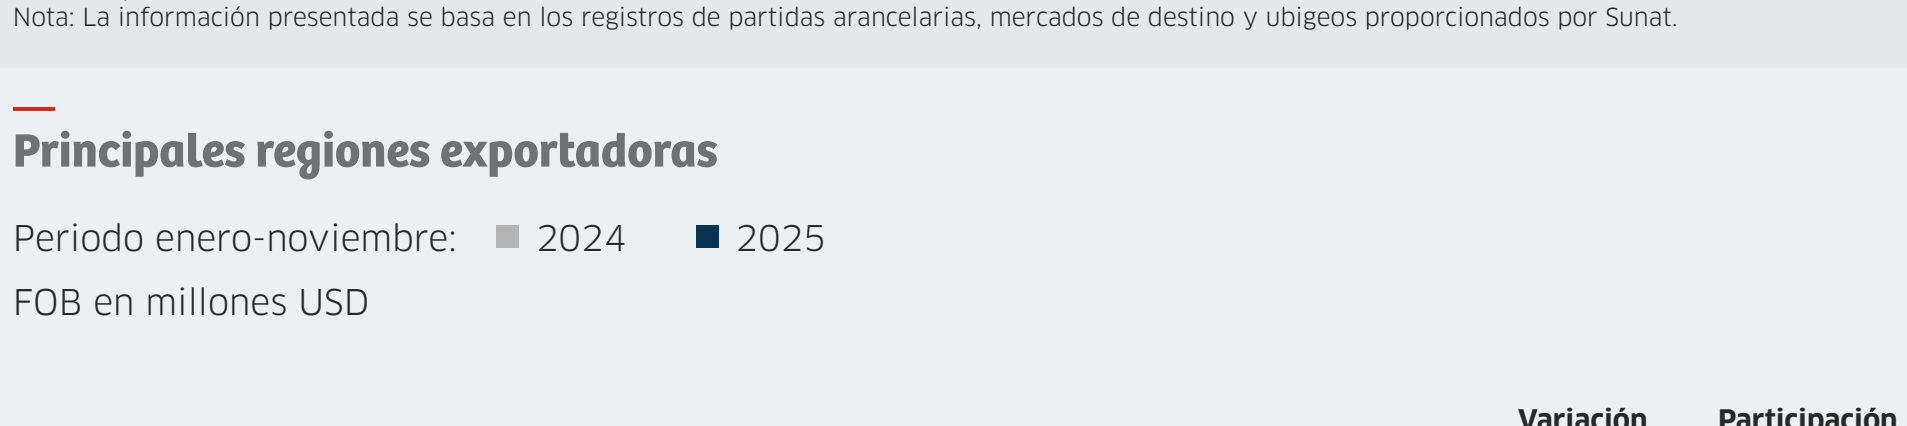 Nota: La información presentada se basa en los registros de partidas arancelarias, mercados de destino y ubigeos proporcionados por Sunat.
Principales regiones exportadoras
Periodo enero-noviembre: 2024 2025
FOB en millones USD
Variación Participación